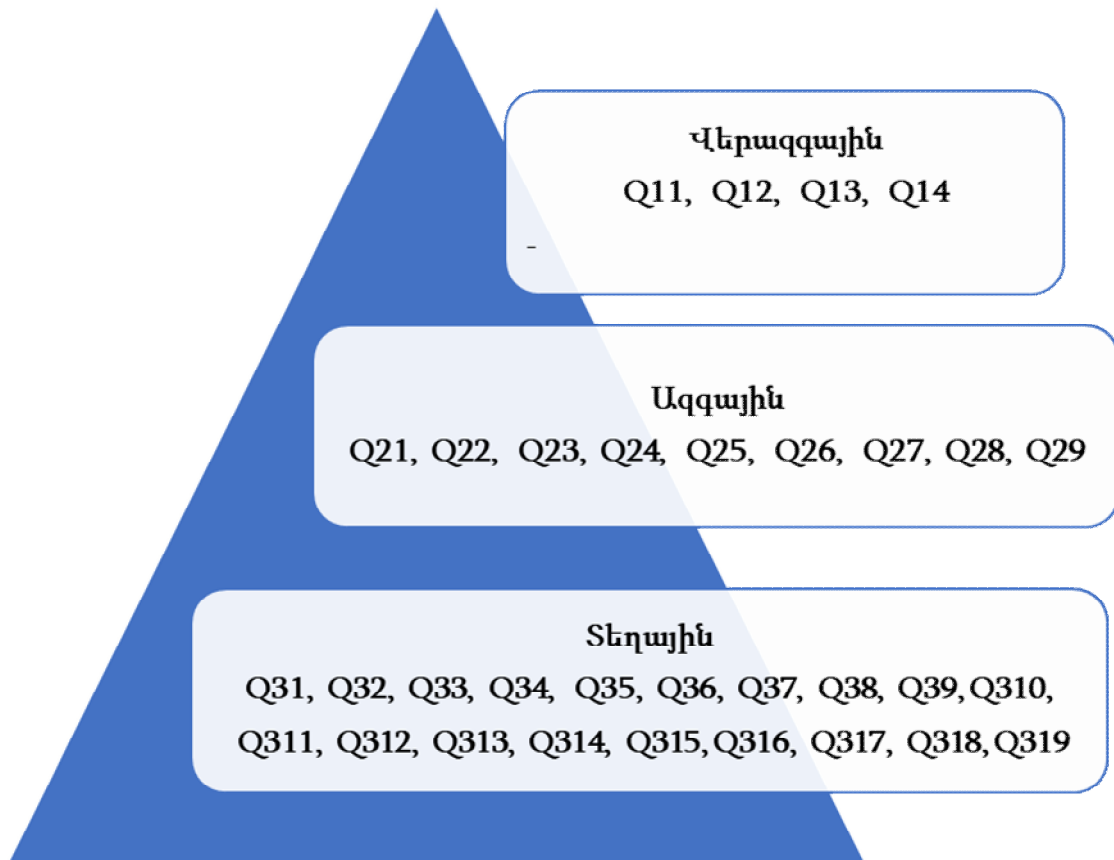 Վերազգային
Q11, Q12, Q13, Q14
-
Ազգային
Q21, Q22, Q23, Q24, Q25, Q26, Q27, Q28, Q29
Տեղային
Q31, Q32, Q33, Q34, Q35, Q36, Q37, Q38, Q39, Q310,
Q311, Q312, Q313, Q314, Q315, Q316, Q317, Q318, Q319